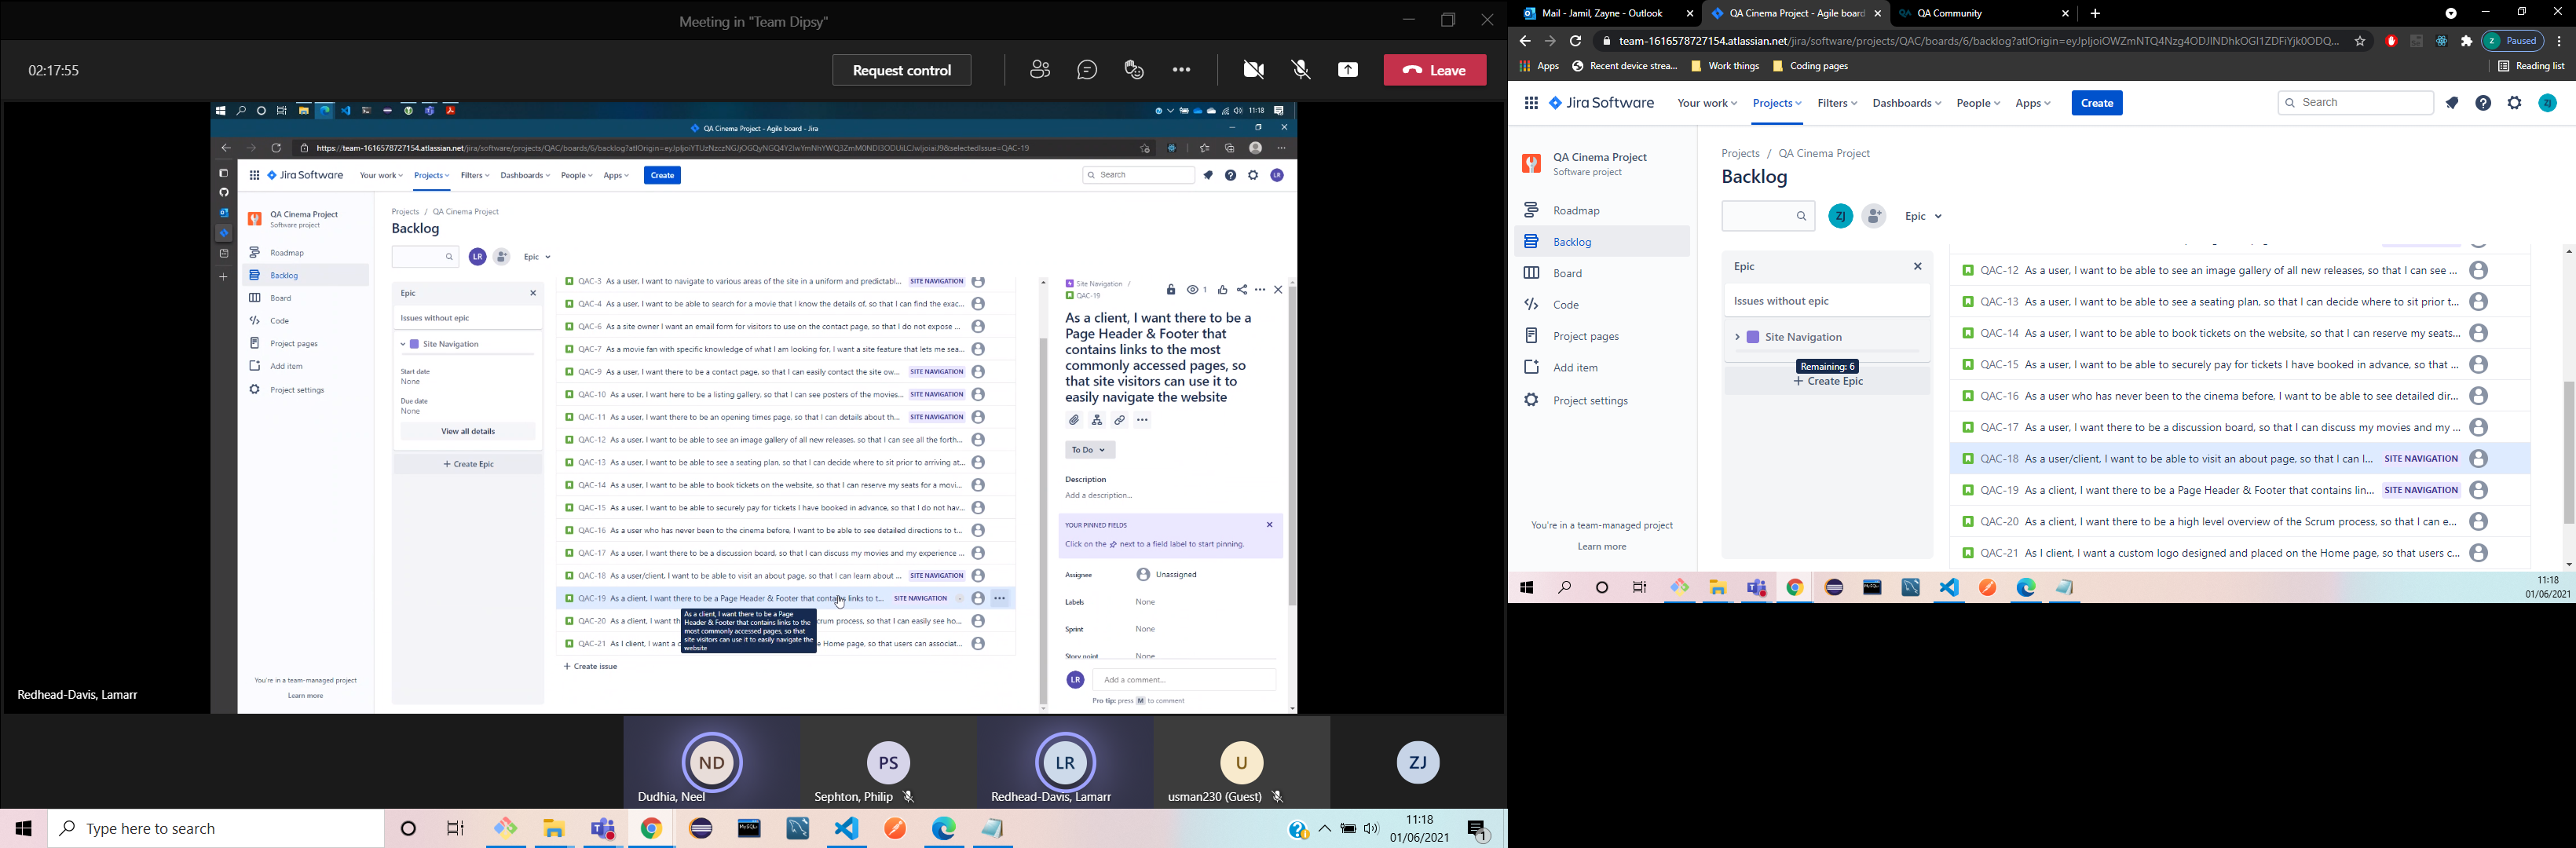 Meeting in "Team Dipsy"
02:17:55
Request control
Leave
11:18
QA Cinema Project - Agile board - Jira
Jira Software
Your work
Projects
Filters
Dashboards
People
Apps
Create
Search
LR
QA Cinema Project
Software project
Roadmap
Backlog
Board
Code
Project pages
Add item
Project settings
You're in a team-managed project
Learn more
Projects / QA Cinema Project
Backlog
LR
Epic
Epic
Issues without epic
Site Navigation
Start date
None
Due date
None
View all details
+ Create Epic
QAC-3 As a user, I want to navigate to various areas of the site in a uniform and predictabl... SITE NAVIGATION
QAC-4 As a user, I want to be able to search for a movie that I know the details of, so that I can find the exac...
QAC-6 As a site owner I want an email form for visitors to use on the contact page, so that I do not expose ...
QAC-7 As a movie fan with specific knowledge of what I am looking for, I want a site feature that lets me sea...
QAC-9 As a user, I want there to be a contact page, so that I can easily contact the site ow... SITE NAVIGATION
QAC-10 As a user, I want here to be a listing gallery, so that I can see posters of the movies... SITE NAVIGATION
QAC-11 As a user, I want there to be an opening times page, so that I can details about th... SITE NAVIGATION
QAC-12 As a user, I want to be able to see an image gallery of all new releases, so that I can see all the forth...
QAC-13 As a user, I want to be able to see a seating plan, so that I can decide where to sit prior to arriving at...
QAC-14 As a user, I want to be able to book tickets on the website, so that I can reserve my seats for a movi...
QAC-15 As a user, I want to be able to securely pay for tickets I have booked in advance, so that I do not hav...
QAC-16 As a user who has never been to the cinema before, I want to be able to see detailed directions to t...
QAC-17 As a user, I want there to be a discussion board, so that I can discuss my movies and my experience ...
QAC-18 As a user/client, I want to be able to visit an about page, so that I can learn about ... SITE NAVIGATION
QAC-19 As a client, I want there to be a Page Header & Footer that contains links to t... SITE NAVIGATION
As a client, I want there to be a Page
Header & Footer that contains links to the
most commonly accessed pages, so that
site visitors can use it to easily navigate the
website
QAC-20 As a client, I want th crum process, so that I can easily see ho...
QAC-21 As I client, I want a c e Home page, so that users can associat...
+ Create issue
Site Navigation /
QAC-19
1
As a client, I want there to be a
Page Header & Footer that
contains links to the most
commonly accessed pages, so
that site visitors can use it to
easily navigate the website
To Do
Description
Add a description...
YOUR PINNED FIELDS
Click on the next to a field label to start pinning.
Assignee Unassigned
Labels None
Sprint None
Story point None
LR
Add a comment...
Pro tip: press M to comment
Redhead-Davis, Lamarr
ND
Dudhia, Neel
PS
Sephton, Philip
LR
Redhead-Davis, Lamarr
U
usman230 (Guest)
ZJ
Type here to search
11:18
01/06/2021
1
Mail - Jamil, Zayne - Outlook
QA Cinema Project - Agile board
QA Community
Z Paused
Apps
Recent device strea...
Work things
Coding pages
Reading list
Jira Software
Your work
Projects
Filters
Dashboards
People
Apps
Create
Search
ZJ
QA Cinema Project
Software project
Roadmap
Backlog
Board
Code
Project pages
Add item
Project settings
You're in a team-managed project
Learn more
Projects / QA Cinema Project
Backlog
ZJ
Epic
Epic
Issues without epic
Site Navigation
Remaining: 6
+ Create Epic
QAC-12 As a user, I want to be able to see an image gallery of all new releases, so that I can see ...
QAC-13 As a user, I want to be able to see a seating plan, so that I can decide where to sit prior t...
QAC-14 As a user, I want to be able to book tickets on the website, so that I can reserve my seats...
QAC-15 As a user, I want to be able to securely pay for tickets I have booked in advance, so that ...
QAC-16 As a user who has never been to the cinema before, I want to be able to see detailed dir...
QAC-17 As a user, I want there to be a discussion board, so that I can discuss my movies and my ...
QAC-18 As a user/client, I want to be able to visit an about page, so that I can l... SITE NAVIGATION
QAC-19 As a client, I want there to be a Page Header & Footer that contains lin... SITE NAVIGATION
QAC-20 As a client, I want there to be a high level overview of the Scrum process, so that I can e...
QAC-21 As I client, I want a custom logo designed and placed on the Home page, so that users c...
11:18
01/06/2021